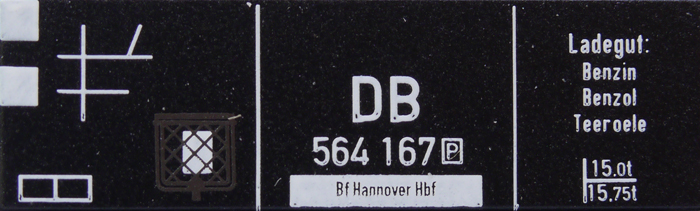 DB
564 167 P
Bf Hannover Hbf
Ladegut:
Benzin
Benzol
Teeroele
15.0t
15.75t